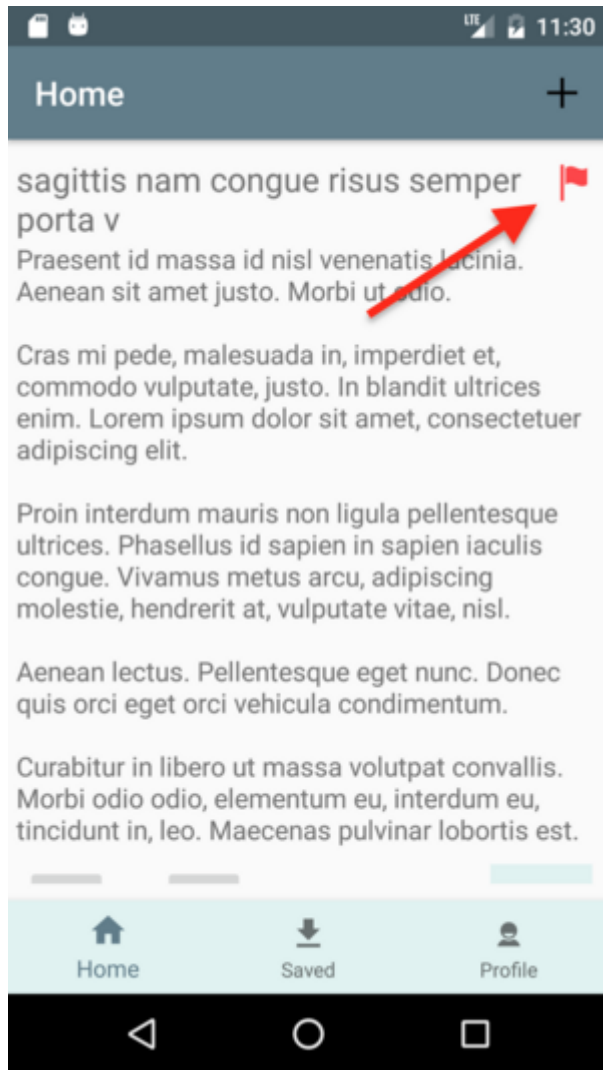 LTE 11:30
Home
sagittis nam congue risus semper
porta v
Praesent id massa id nisl venenatis lacinia.
Aenean sit amet justo. Morbi ut odio.
Cras mi pede, malesuada in, imperdiet et,
commodo vulputate, justo. In blandit ultrices
enim. Lorem ipsum dolor sit amet, consectetuer
adipiscing elit.
Proin interdum mauris non ligula pellentesque
ultrices. Phasellus id sapien in sapien iaculis
congue. Vivamus metus arcu, adipiscing
molestie, hendrerit at, vulputate vitae, nisl.
Aenean lectus. Pellentesque eget nunc. Donec
quis orci eget orci vehicula condimentum.
Curabitur in libero ut massa volutpat convallis.
Morbi odio odio, elementum eu, interdum eu,
tincidunt in, leo. Maecenas pulvinar lobortis est.
Home Saved Profile